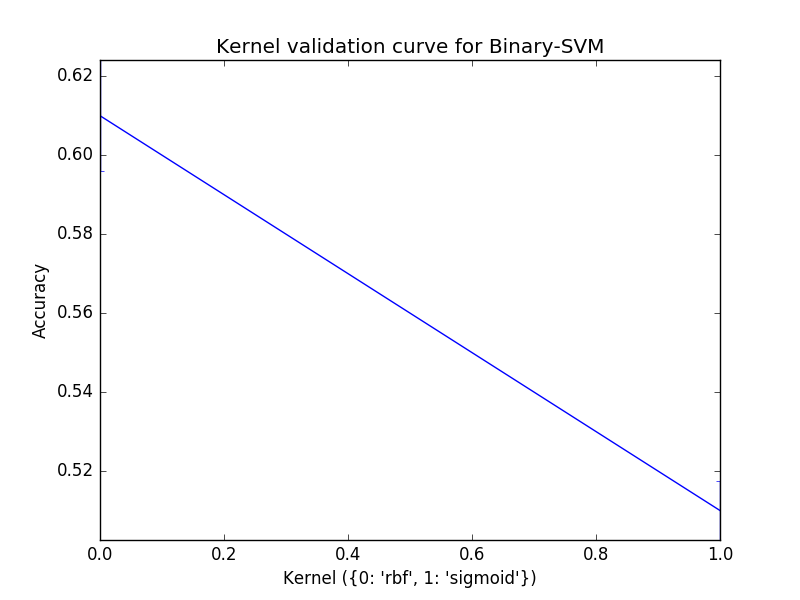 Kernel validation curve for Binary-SVM
0.62
0.60
0.58
0.56
0.54
0.52
Accuracy
0.0 0.2 0.4 0.6 0.8 1.0
Kernel ({0: 'rbf', 1: 'sigmoid'})